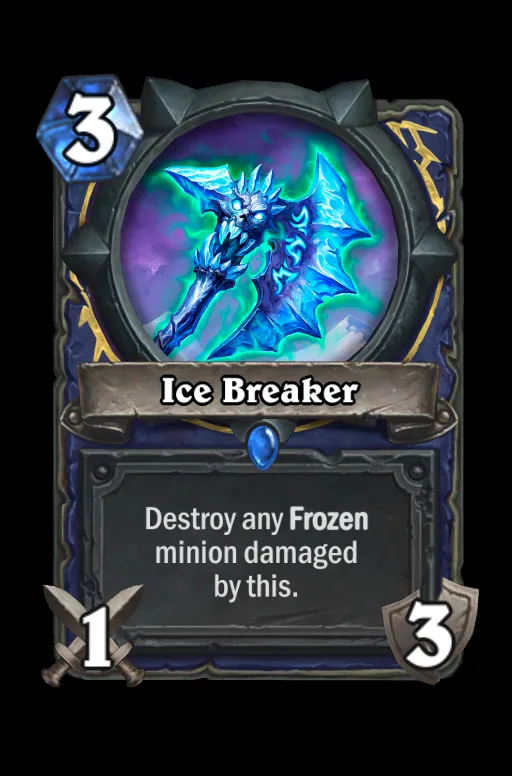 3
Ice Breaker
Destroy any Frozen
minion damaged
by this.
1
3